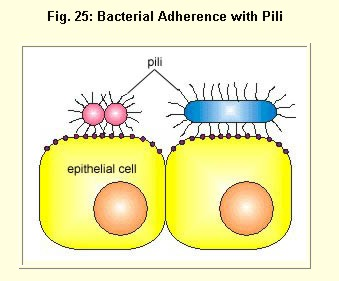 Fig. 25: Bacterial Adherence with Pili
pili
epithelial cell